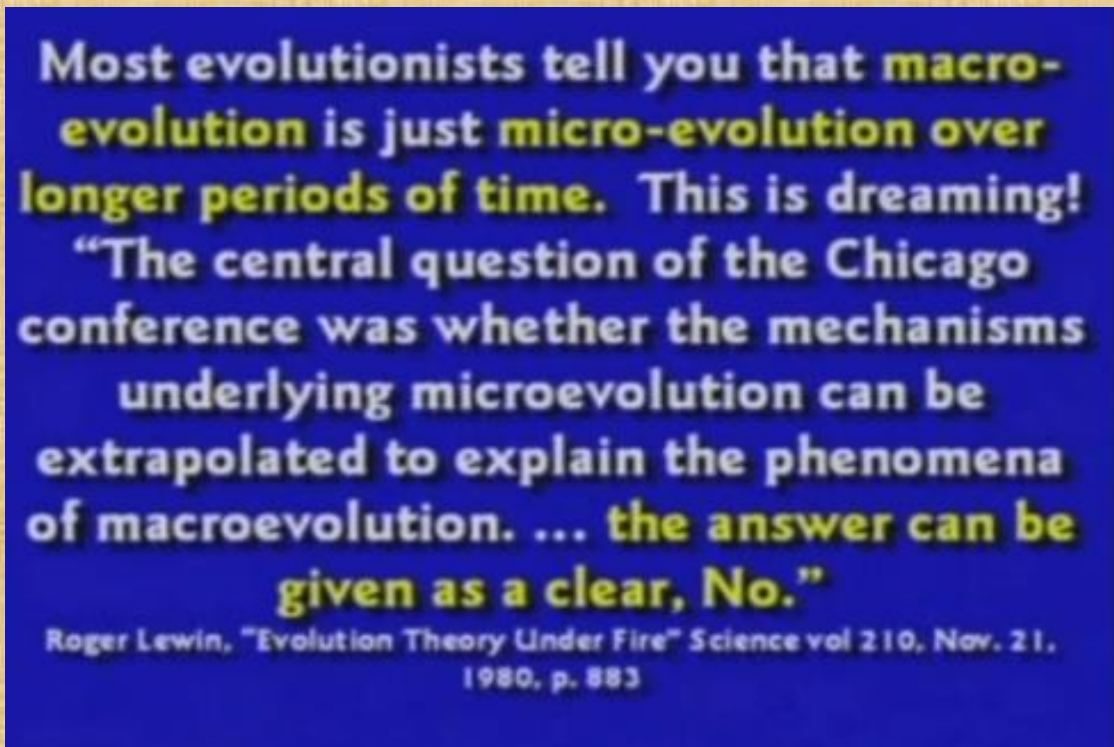 Most evolutionists tell you that macro-
evolution is just micro-evolution over
longer periods of time. This is dreaming!
“The central question of the Chicago
conference was whether the mechanisms
underlying microevolution can be
extrapolated to explain the phenomena
of macroevolution. ... the answer can be
given as a clear, No.”
Roger Lewin, "Evolution Theory Under Fire" Science vol 210, Nov. 21,
1980, p. 883